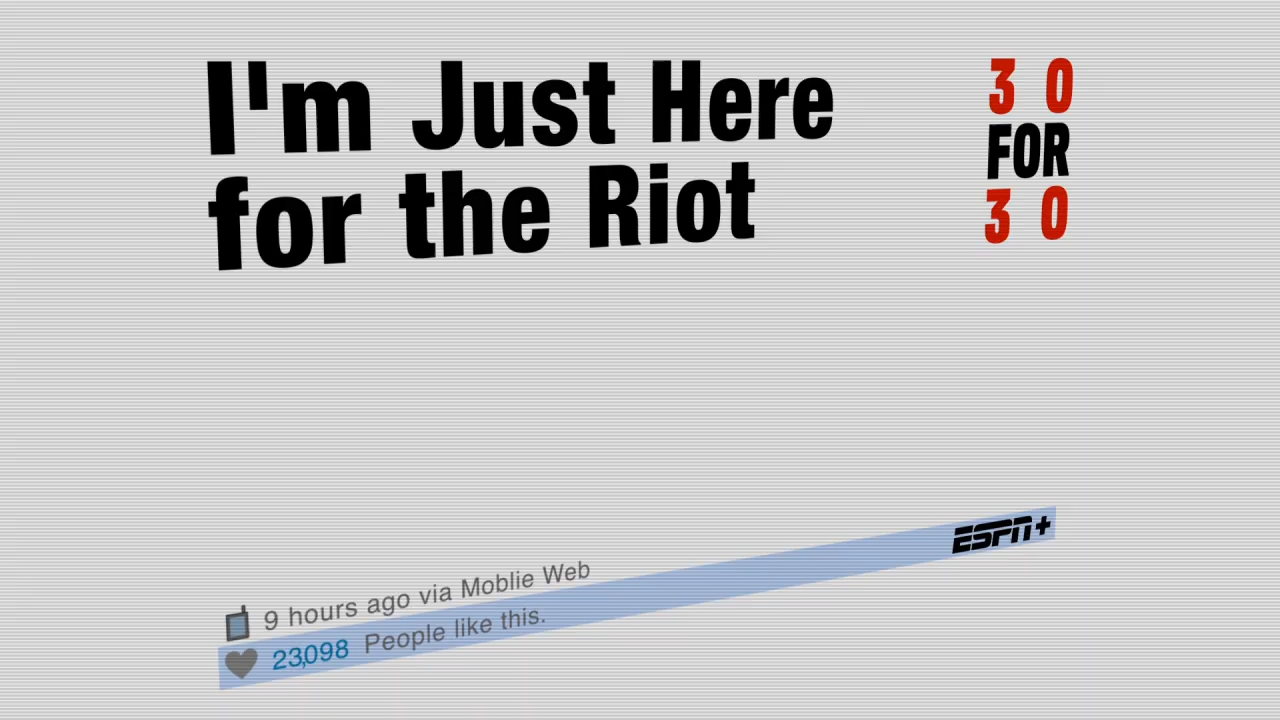 I'm Just Here
for the Riot
3 0
FOR
3 0
ESPN+
9 hours ago via Moblie Web
23,098 People like this.